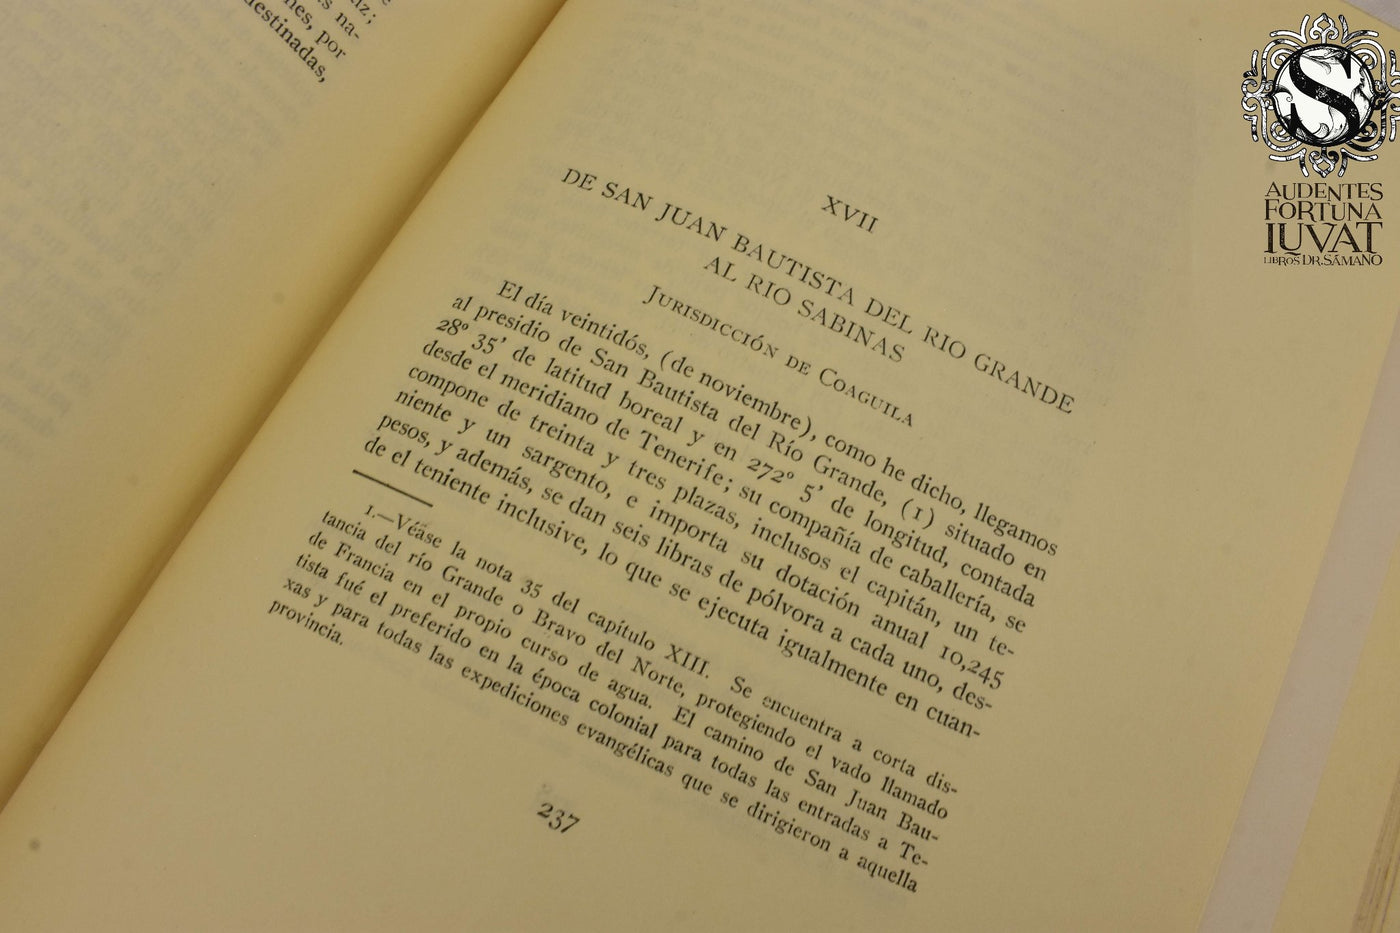 iz;
s na-
nes, por
estinadas,
XVII
DE SAN JUAN BAUTISTA DEL RIO GRANDE
AL RIO SABINAS
JURISDICCIÓN DE COAGUILA
El día veintidós, (de noviembre), como he dicho, llegamos
al presidio de San Bautista del Río Grande, (1) situado en
28º 35' de latitud boreal y en 272º 5' de longitud, contada
desde el meridiano de Tenerife; su compañía de caballería, se
compone de treinta y tres plazas, inclusos el capitán, un te-
niente y un sargento, e importa su dotación anual 10,245
pesos, y además, se dan seis libras de pólvora a cada uno, des-
de el teniente inclusive, lo que se ejecuta igualmente en cuan-
1.—Véase la nota 35 del capítulo XIII. Se encuentra a corta dis-
tancia del río Grande o Bravo del Norte, protegiendo el vado llamado
de Francia en el propio curso de agua. El camino de San Juan Bau-
tista fué el preferido en la época colonial para todas las entradas a Te-
xas y para todas las expediciones evangélicas que se dirigieron a aquella
provincia.
237
S
AUDENTES
FORTUNA
IUVAT
LIBROS DR. SÁMANO